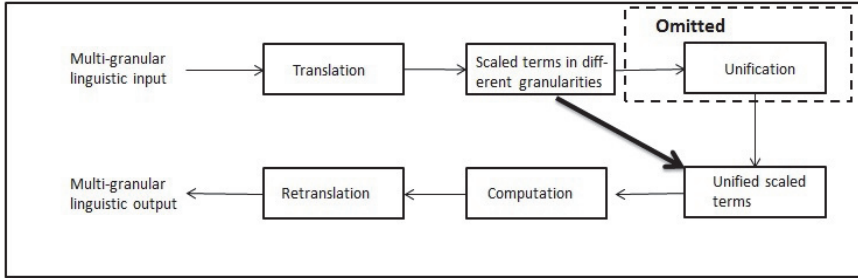 Omitted
Multi-granular
linguistic input
Translation
Scaled terms in diff-
erent granularities
Unification
Multi-granular
linguistic output
Retranslation
Computation
Unified scaled
terms